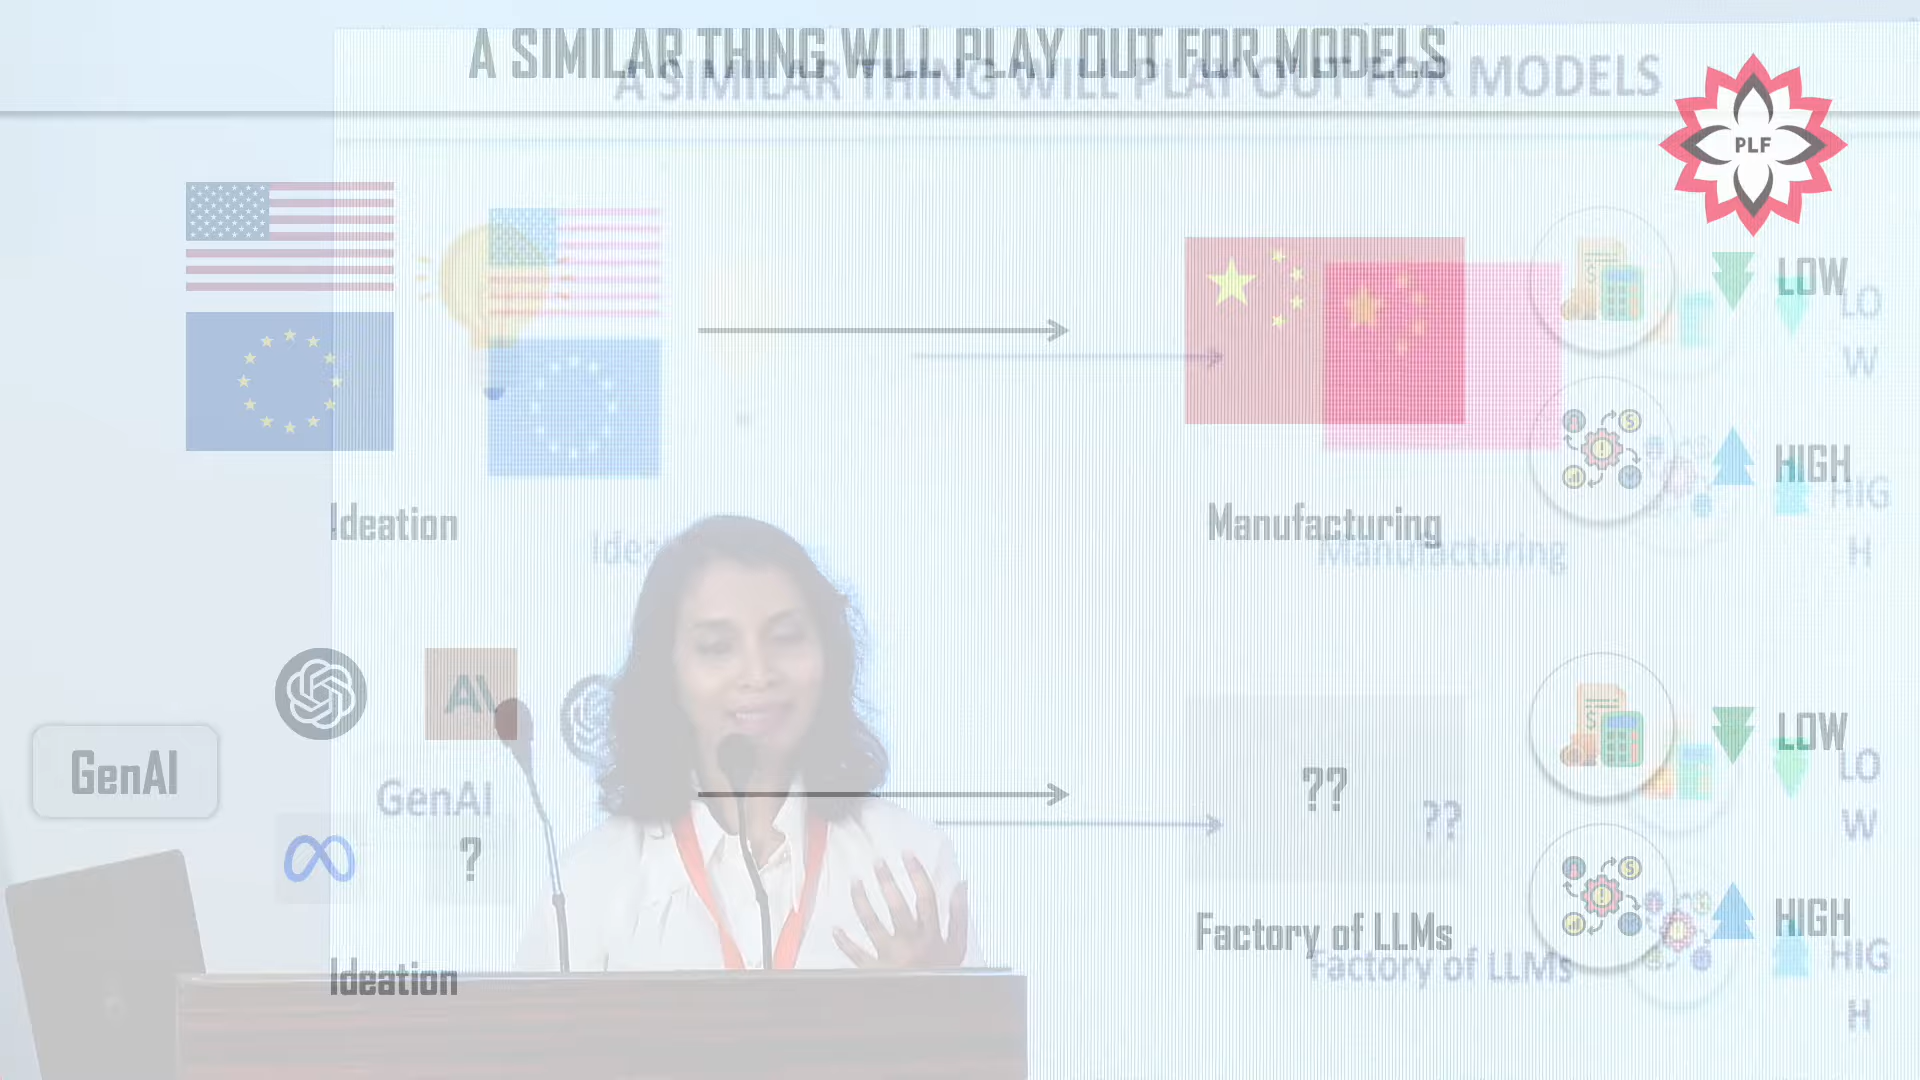 A SIMILAR THING WILL PLAY OUT FOR MODELS
A SIMILAR THING WILL PLAY OUT FOR MODELS
PLF
LOW
LO
W
HIGH
HIG
H
Ideation
Idea
Manufacturing
Manufacturing
GenAI
GenAI
A\
?
??
??
LOW
LO
W
HIGH
HIG
H
Factory of LLMs
Factory of LLMs
Ideation